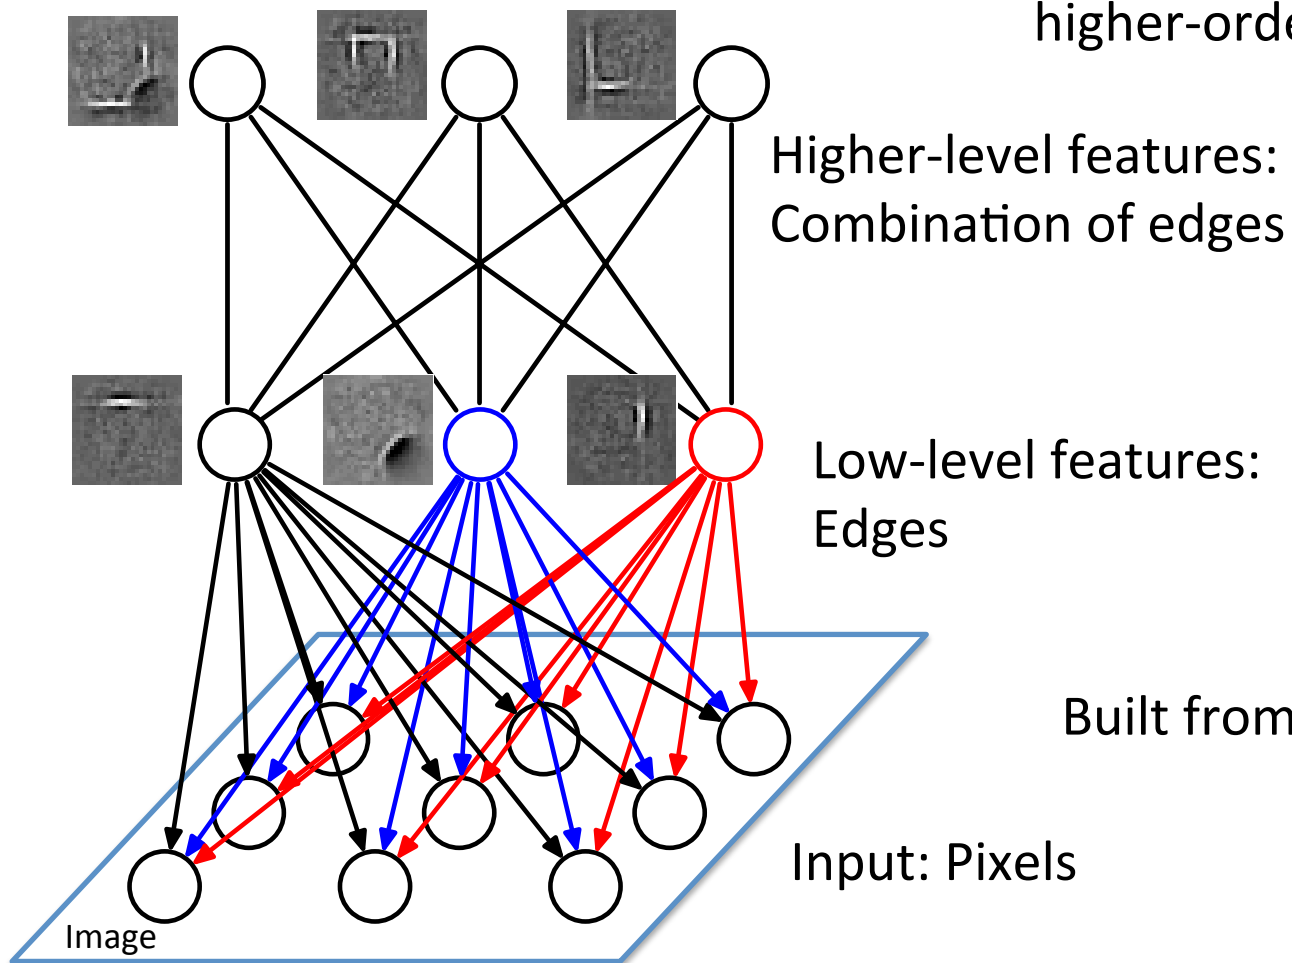 higher-orde
Higher-level features:
Combination of edges
Low-level features:
Edges
Built from
Input: Pixels
Image